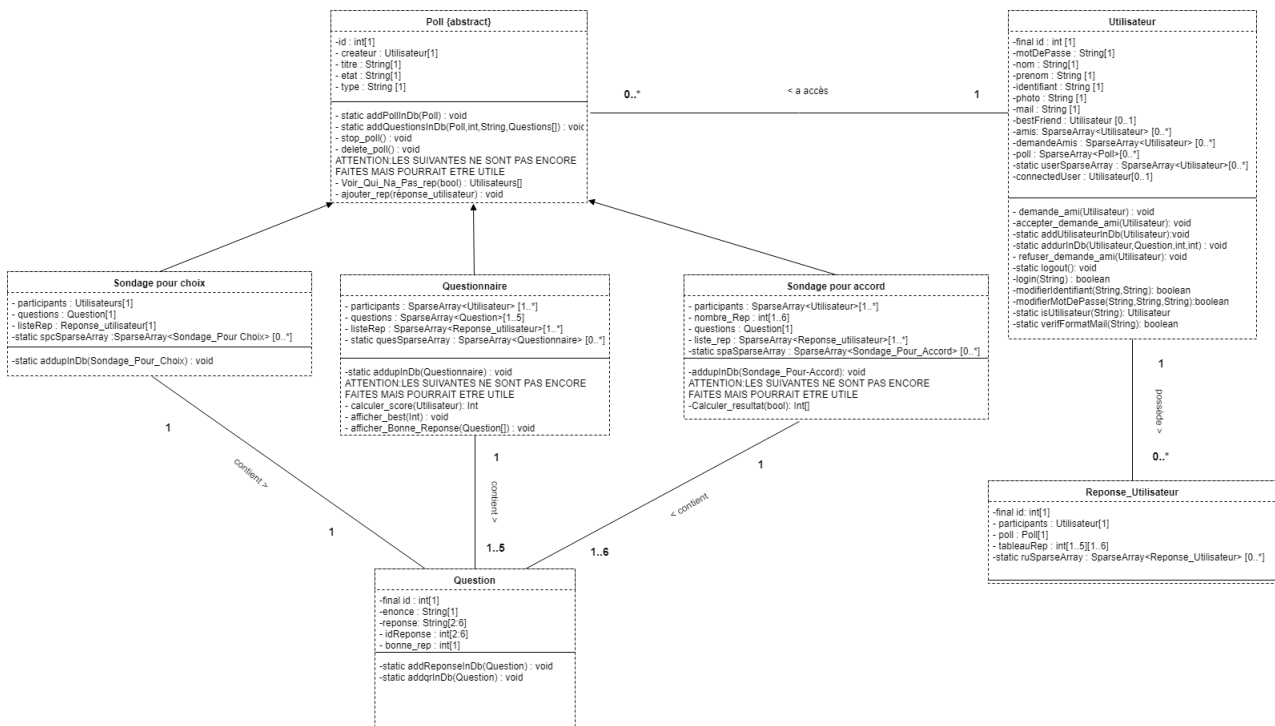 Poll {abstract}
-id : int[1]
- createur : Utilisateur[1]
- titre : String[1]
- etat : String[1]
- type : String [1]
- static addPollInDb(Poll) : void
- static addQuestionsInDb(Poll,int,String,Questions[]) : void
- stop_poll() : void
- delete_poll() : void
ATTENTION:LES SUIVANTES NE SONT PAS ENCORE
FAITES MAIS POURRAIT ETRE UTILE
- Voir_Qui_Na_Pas_rep(bool) : Utilisateurs[]
- ajouter_rep(réponse_utilisateur) : void
0..*
< a accès
1
Utilisateur
-final id : int [1]
-motDePasse : String[1]
-nom : String[1]
-prenom : String [1]
-identifiant : String [1]
-photo : String [1]
-mail : String [1]
-bestFriend : Utilisateur [0..1]
-amis: SparseArray<Utilisateur> [0..*]
-demandeAmis : SparseArray<Utilisateur> [0..*]
-poll : SparseArray<Poll>[0..*]
-static userSparseArray : SparseArray<Utilisateur>[0..*]
-connectedUser : Utilisateur[0..1]
- demande_ami(Utilisateur) : void
-accepter_demande_ami(Utilisateur): void
-static addUtilisateurInDb(Utilisateur):void
-static addurInDb(Utilisateur,Question,int,int) : void
- refuser_demande_ami(Utilisateur): void
-static logout(): void
-login(String) : boolean
-modifierIdentifiant(String,String): boolean
-modifierMotDePasse(String,String,String):boolean
-static isUtilisateur(String): Utilisateur
-static verifFormatMail(String): boolean
Sondage pour choix
- participants : Utilisateurs[1]
- questions : Question[1]
- listeRep : Reponse_utilisateur[1]
-static spcSparseArray :SparseArray<Sondage_Pour Choix> [0..*]
-static addupInDb(Sondage_Pour_Choix) : void
Questionnaire
- participants : SparseArray<Utilisateur> [1..*]
- questions : SparseArray<Question>[1..5]
- listeRep : SparseArray<Reponse_utilisateur>[1..*]
- static quesSparseArray : SparseArray<Questionnaire> [0..*]
-static addupInDb(Questionnaire) : void
ATTENTION:LES SUIVANTES NE SONT PAS ENCORE
FAITES MAIS POURRAIT ETRE UTILE
- calculer_score(Utilisateur): Int
- afficher_best(Int) : void
- afficher_Bonne_Reponse(Question[]) : void
Sondage pour accord
- participants : SparseArray<Utilisateur>[1..*]
- nombre_Rep : int[1..6]
- questions : Question[1]
- liste_rep : SparseArray<Reponse_utilisateur>[1..*]
- static spaSparseArray : SparseArray<Sondage_Pour_Accord> [0..*]
-addupInDb(Sondage_Pour-Accord): void
ATTENTION:LES SUIVANTES NE SONT PAS ENCORE
FAITES MAIS POURRAIT ETRE UTILE
-Calculer_resultat(bool): Int[]
1
contient >
1
1
contient >
1..5
1
< contient
1..6
1
possède >
0..*
Reponse_Utilisateur
-final id: int[1]
- participants : Utilisateur[1]
- poll : Poll[1]
- tableauRep : int[1..5][1..6]
-static ruSparseArray : SparseArray<Reponse_Utilisateur> [0..*]
Question
-final id : int[1]
-enonce : String[1]
-reponse: String[2:6]
- idReponse : int[2:6]
- bonne_rep : int[1]
-static addReponseInDb(Question) : void
-static addqrInDb(Question) : void